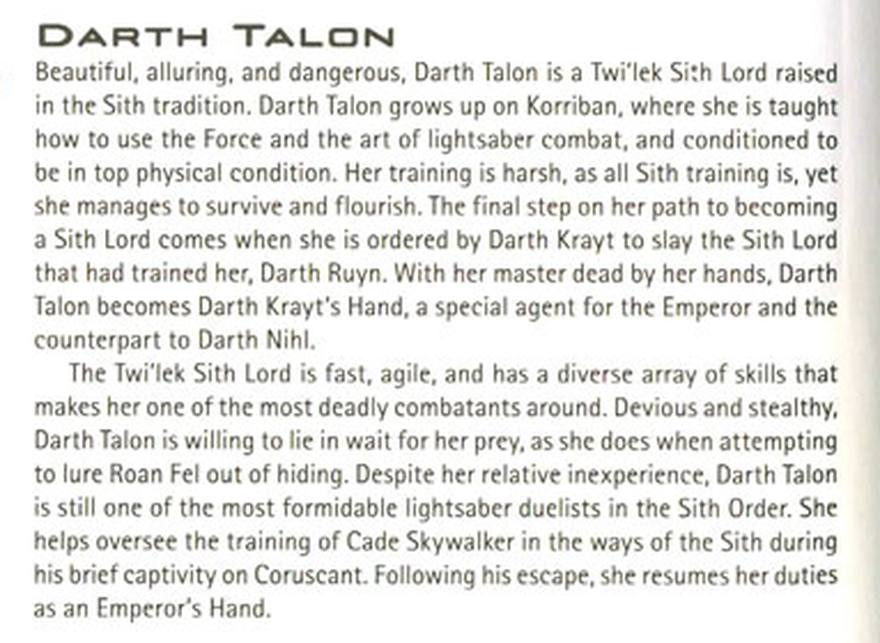 DARTH TALON
Beautiful, alluring, and dangerous, Darth Talon is a Twi'lek Sith Lord raised
in the Sith tradition. Darth Talon grows up on Korriban, where she is taught
how to use the Force and the art of lightsaber combat, and conditioned to
be in top physical condition. Her training is harsh, as all Sith training is, yet
she manages to survive and flourish. The final step on her path to becoming
a Sith Lord comes when she is ordered by Darth Krayt to slay the Sith Lord
that had trained her, Darth Ruyn. With her master dead by her hands, Darth
Talon becomes Darth Krayt's Hand, a special agent for the Emperor and the
counterpart to Darth Nihl.
The Twi'lek Sith Lord is fast, agile, and has a diverse array of skills that
makes her one of the most deadly combatants around. Devious and stealthy,
Darth Talon is willing to lie in wait for her prey, as she does when attempting
to lure Roan Fel out of hiding. Despite her relative inexperience, Darth Talon
is still one of the most formidable lightsaber duelists in the Sith Order. She
helps oversee the training of Cade Skywalker in the ways of the Sith during
his brief captivity on Coruscant. Following his escape, she resumes her duties
as an Emperor's Hand.